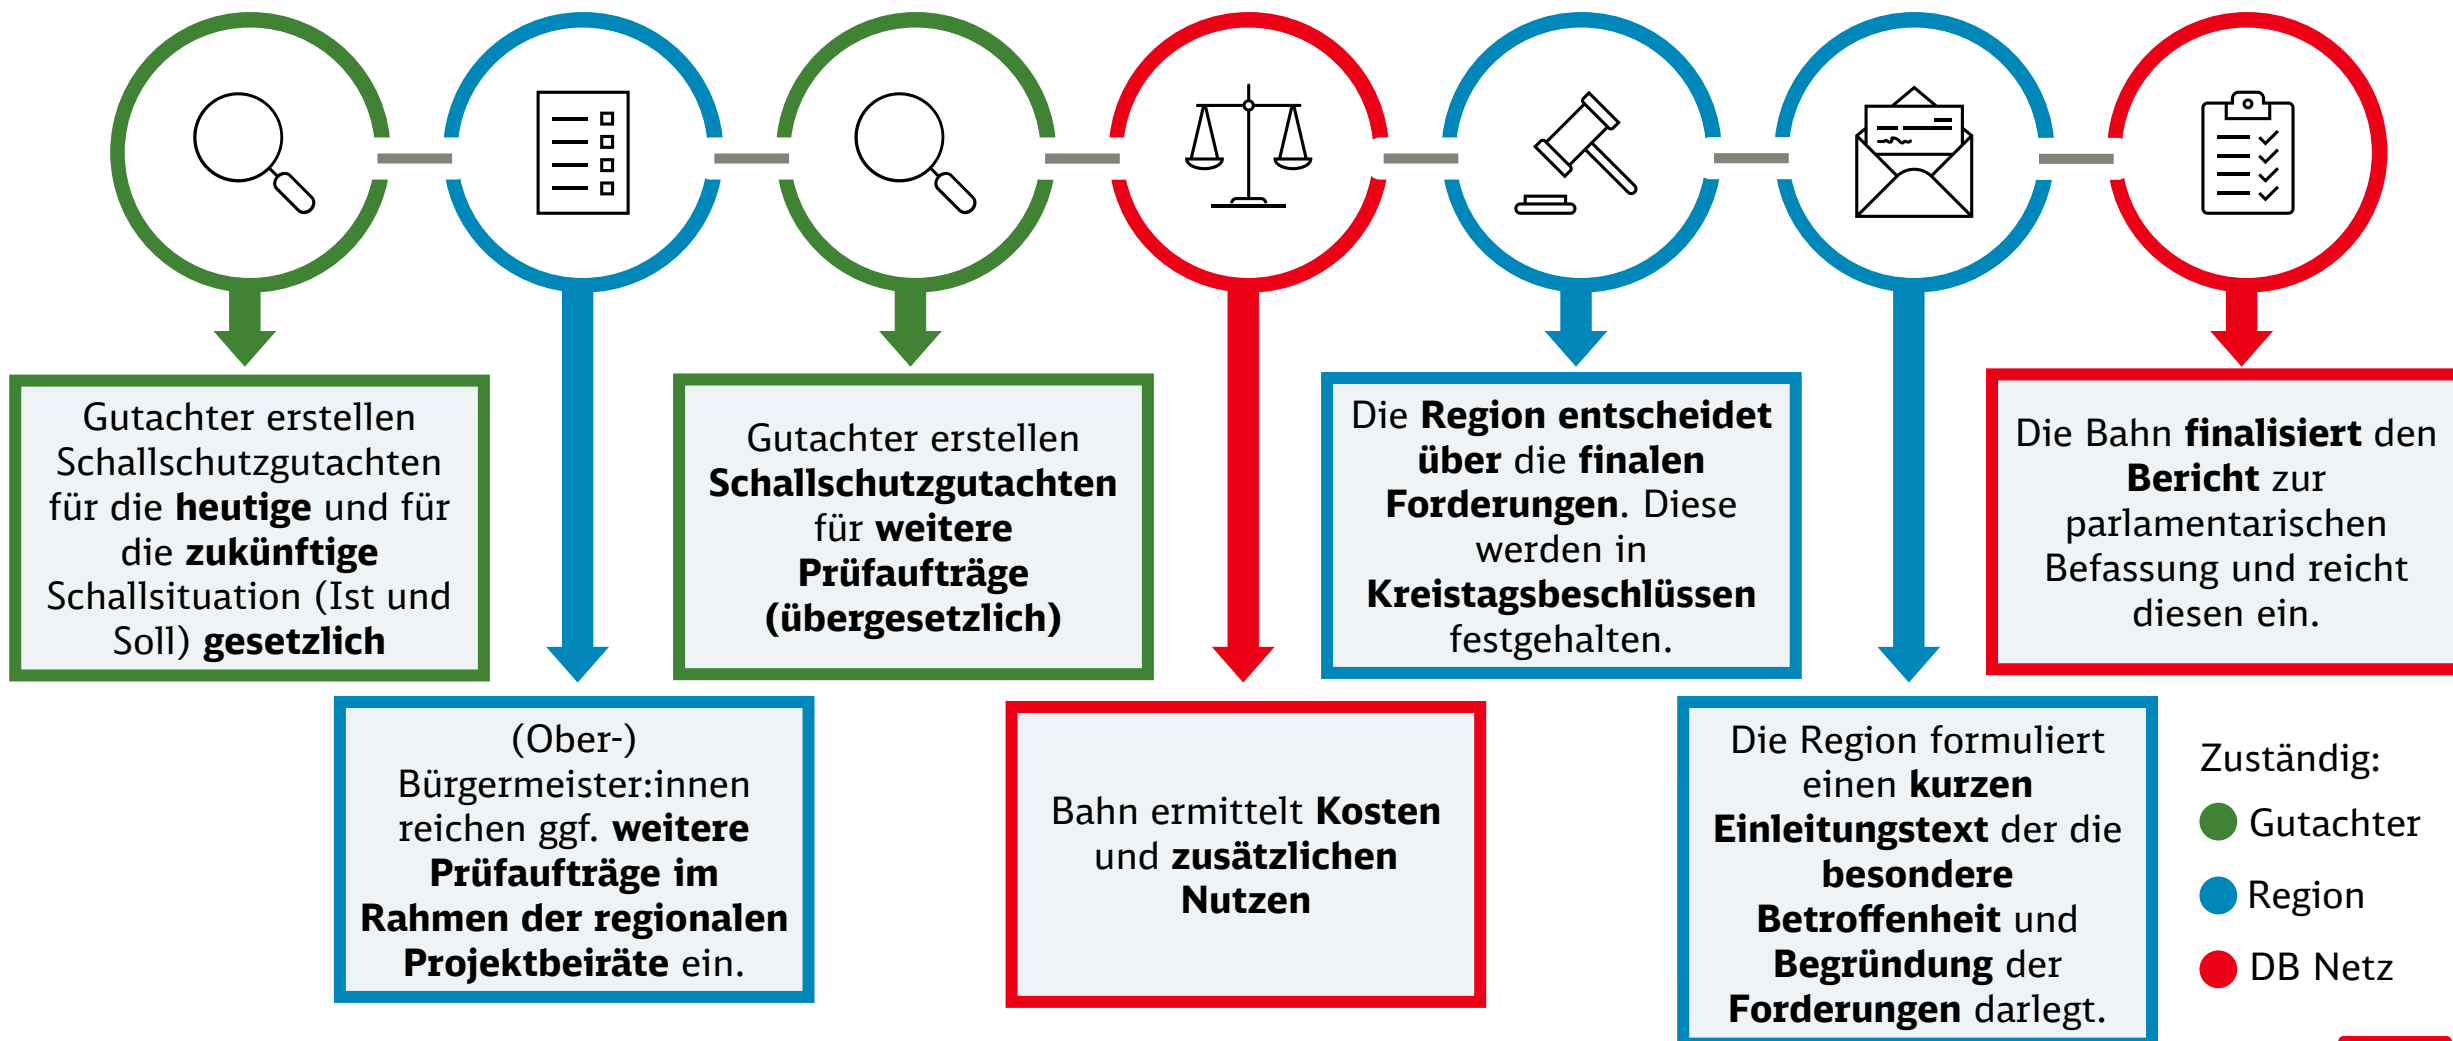 Gutachter erstellen
Schallschutzgutachten
für die heutige und für
die zukünftige
Schallsituation (Ist und
Soll) gesetzlich
(Ober-)
Bürgermeister:innen
reichen ggf. weitere
Prüfaufträge im
Rahmen der regionalen
Projektbeiräte ein.
Gutachter erstellen
Schallschutzgutachten
für weitere
Prüfaufträge
(übergesetzlich)
Bahn ermittelt Kosten
und zusätzlichen
Nutzen
Die Region entscheidet
über die finalen
Forderungen. Diese
werden in
Kreistagsbeschlüssen
festgehalten.
Die Region formuliert
einen kurzen
Einleitungstext der die
besondere
Betroffenheit und
Begründung der
Forderungen darlegt.
Die Bahn finalisiert den
Bericht zur
parlamentarischen
Befassung und reicht
diesen ein.
Zuständig:
Gutachter
Region
DB Netz